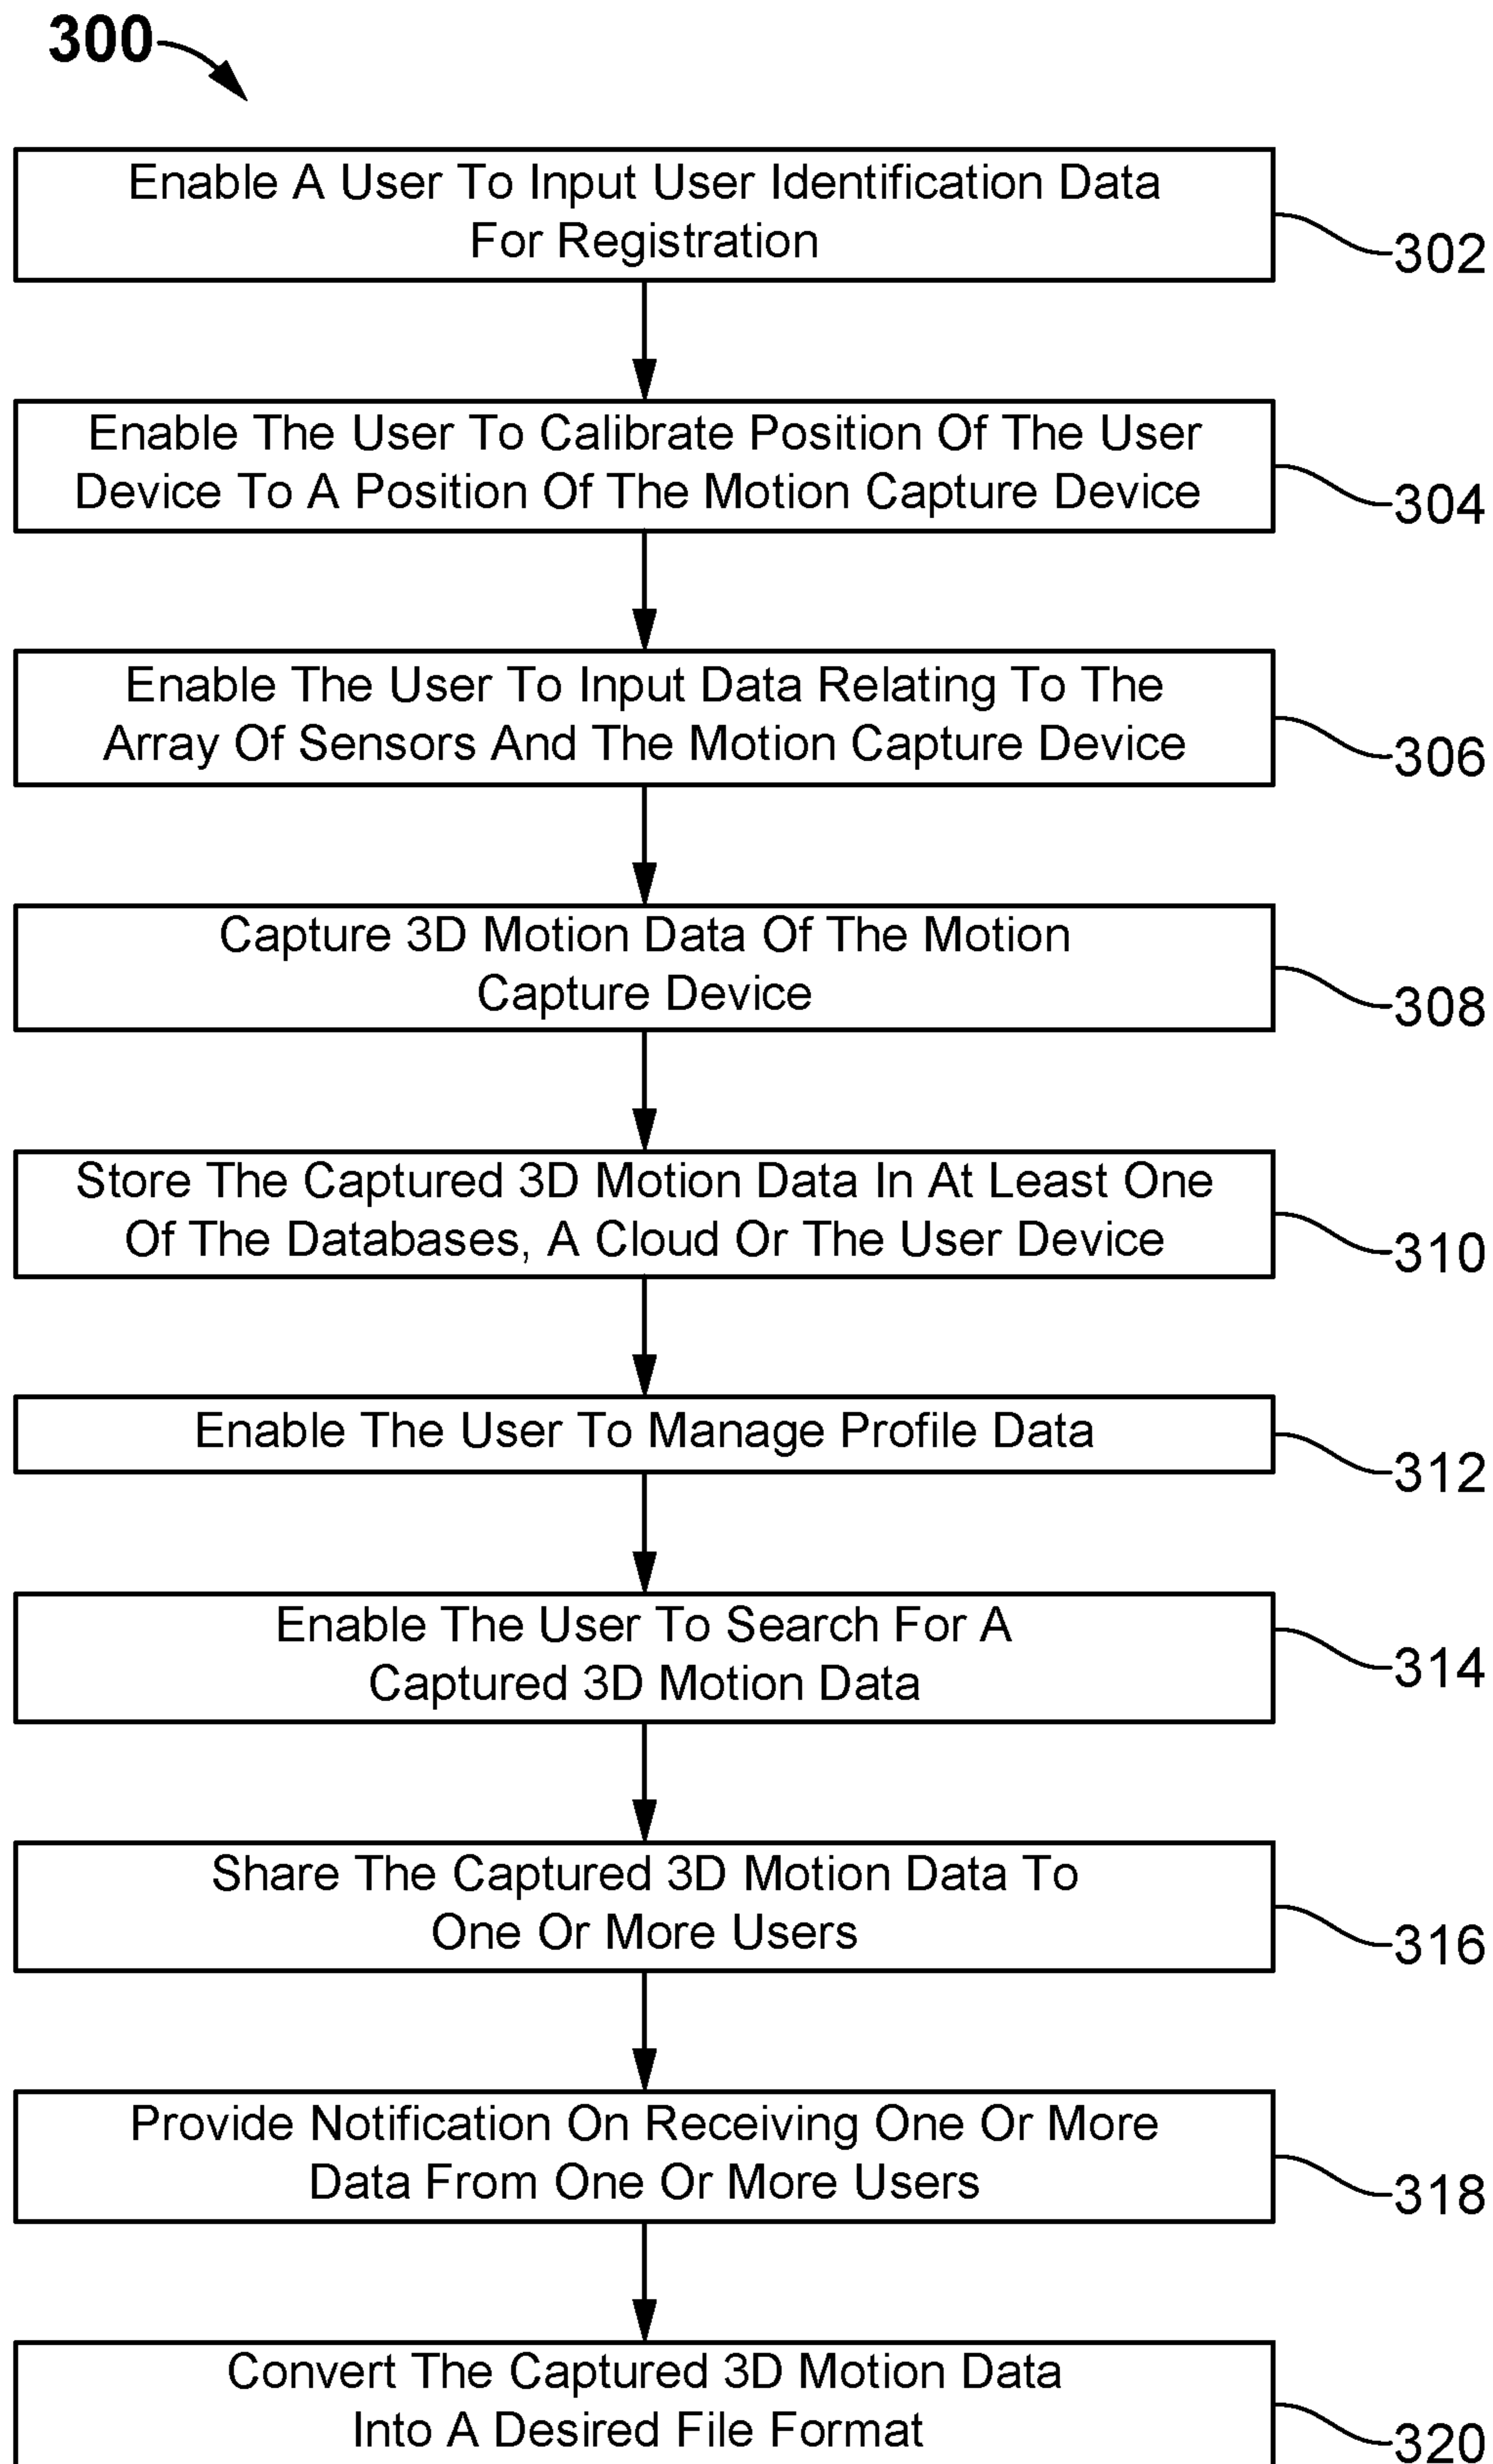 300
Enable A User To Input User Identification Data
For Registration
302
Enable The User To Calibrate Position Of The User
Device To A Position Of The Motion Capture Device
304
Enable The User To Input Data Relating To The
Array Of Sensors And The Motion Capture Device
306
Capture 3D Motion Data Of The Motion
Capture Device
308
Store The Captured 3D Motion Data In At Least One
Of The Databases, A Cloud Or The User Device
310
Enable The User To Manage Profile Data
312
Enable The User To Search For A
Captured 3D Motion Data
314
Share The Captured 3D Motion Data To
One Or More Users
316
Provide Notification On Receiving One Or More
Data From One Or More Users
318
Convert The Captured 3D Motion Data
Into A Desired File Format
320